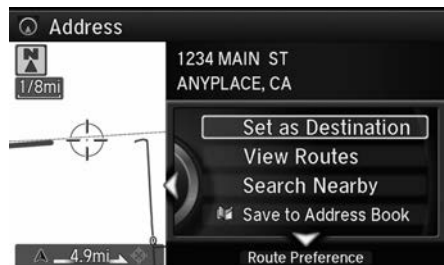 Address
N
1/8mi
1234 MAIN ST
ANYPLACE, CA
Set as Destination
View Routes
Search Nearby
Save to Address Book
4.9mi
Route Preference